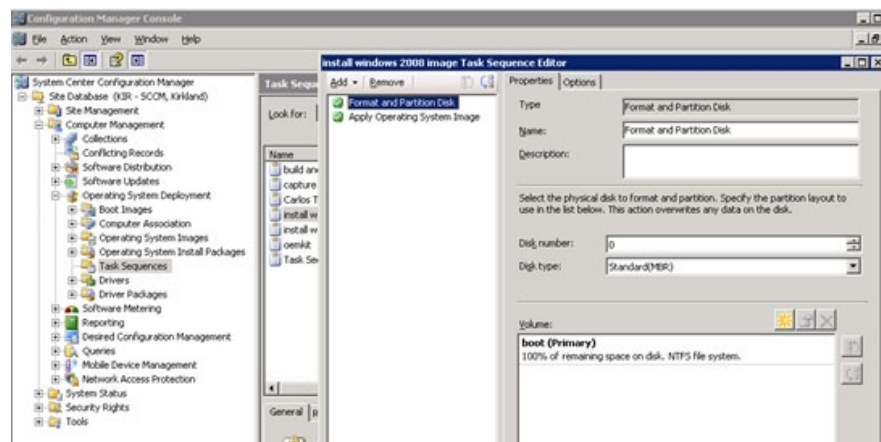 Configuration Manager Console
File Action View Window Help
System Center Configuration Manager
Site Database (KIR - SCCM, Kirkland)
Site Management
Computer Management
Collections
Conflicting Records
Software Distribution
Software Updates
Operating System Deployment
Boot Images
Computer Association
Operating System Images
Operating System Install Packages
Task Sequences
Drivers
Driver Packages
Software Metering
Reporting
Desired Configuration Management
Queries
Mobile Device Management
Network Access Protection
System Status
Security Rights
Tools
Task Sequ
Look for:
Name
build an
capture
Carlos T
install w
install w
oemkit
Task Se
General R
install windows 2008 image Task Sequence Editor
Add Remove
Format and Partition Disk
Apply Operating System Image
Properties Options
Type Format and Partition Disk
Name: Format and Partition Disk
Description:
Select the physical disk to format and partition. Specify the partition layout to
use in the list below. This action overwrites any data on the disk.
Disk number: 0
Disk type: Standard(MBR)
Volume:
boot (Primary)
100% of remaining space on disk. NTFS file system.